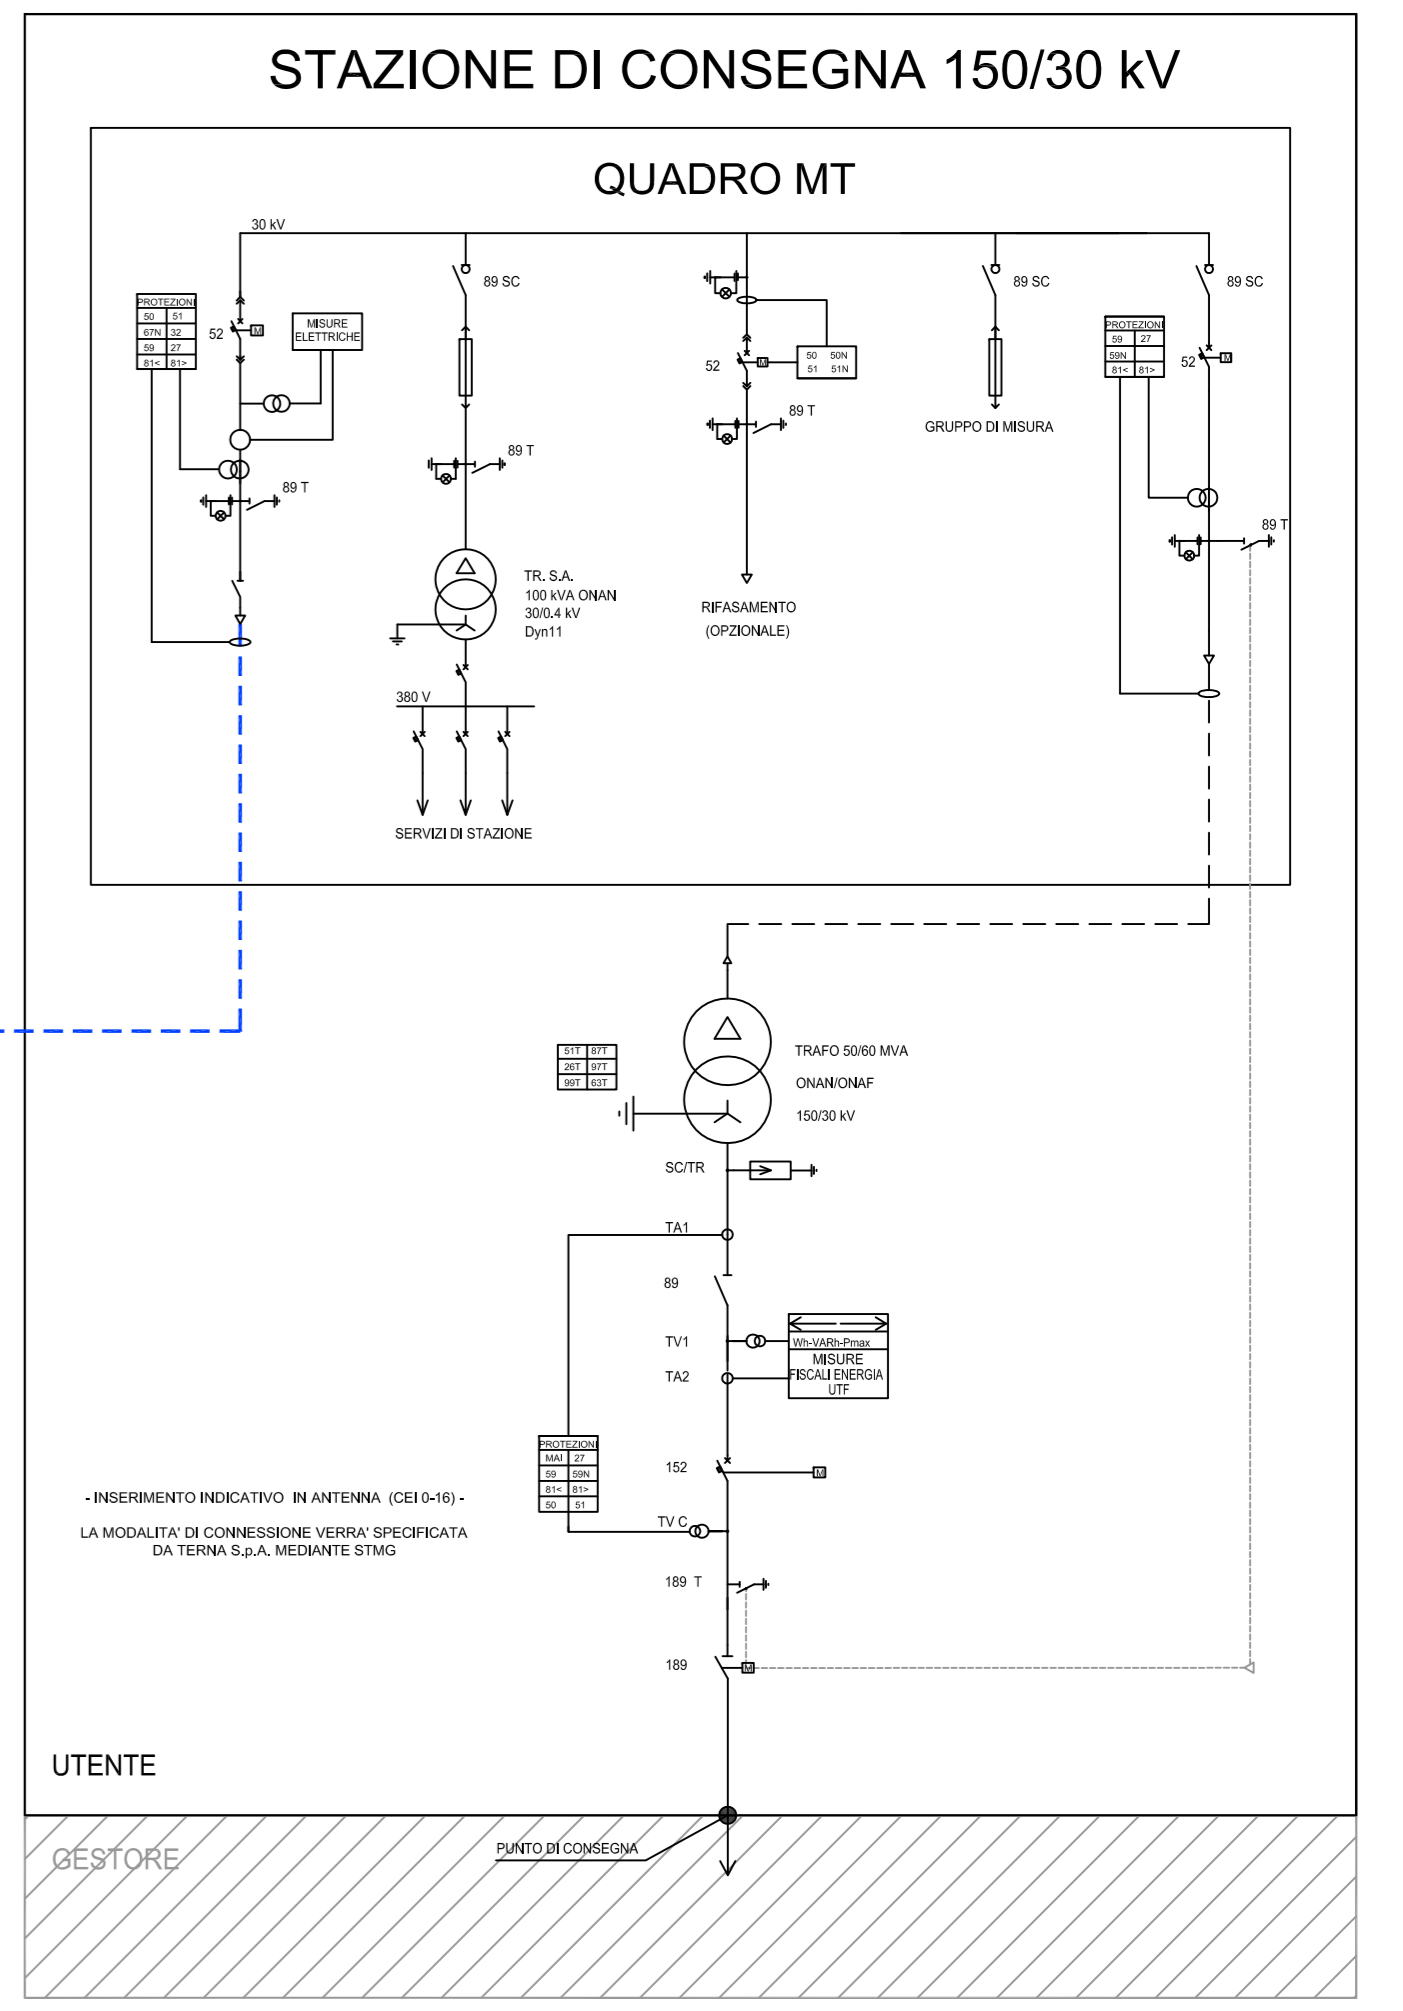 STAZIONE DI CONSEGNA 150/30 kV
QUADRO MT
30 kV
PROTEZIONI
50 51
67N 32
59 27
81< 81>
52
M
MISURE
ELETTRICHE
89 T
89 SC
89 T
TR. S.A.
100 kVA ONAN
30/0.4 kV
Dyn11
380 V
SERVIZI DI STAZIONE
52
M
50 50N
51 51N
89 T
RIFASAMENTO
(OPZIONALE)
89 SC
GRUPPO DI MISURA
89 SC
PROTEZIONI
59 27
59N
81< 81>
52
M
89 T
51T 87T
26T 97T
99T 63T
TRAFO 50/60 MVA
ONAN/ONAF
150/30 kV
SC/TR
TA1
89
TV1
TA2
Wh-VARh-Pmax
MISURE
FISCALI ENERGIA
UTF
PROTEZIONI
MAI 27
59 59N
81< 81>
50 51
152
M
TV C
189 T
189
M
- INSERIMENTO INDICATIVO IN ANTENNA (CEI 0-16) -
LA MODALITA' DI CONNESSIONE VERRA' SPECIFICATA
DA TERNA S.p.A. MEDIANTE STMG
UTENTE
GESTORE
PUNTO DI CONSEGNA